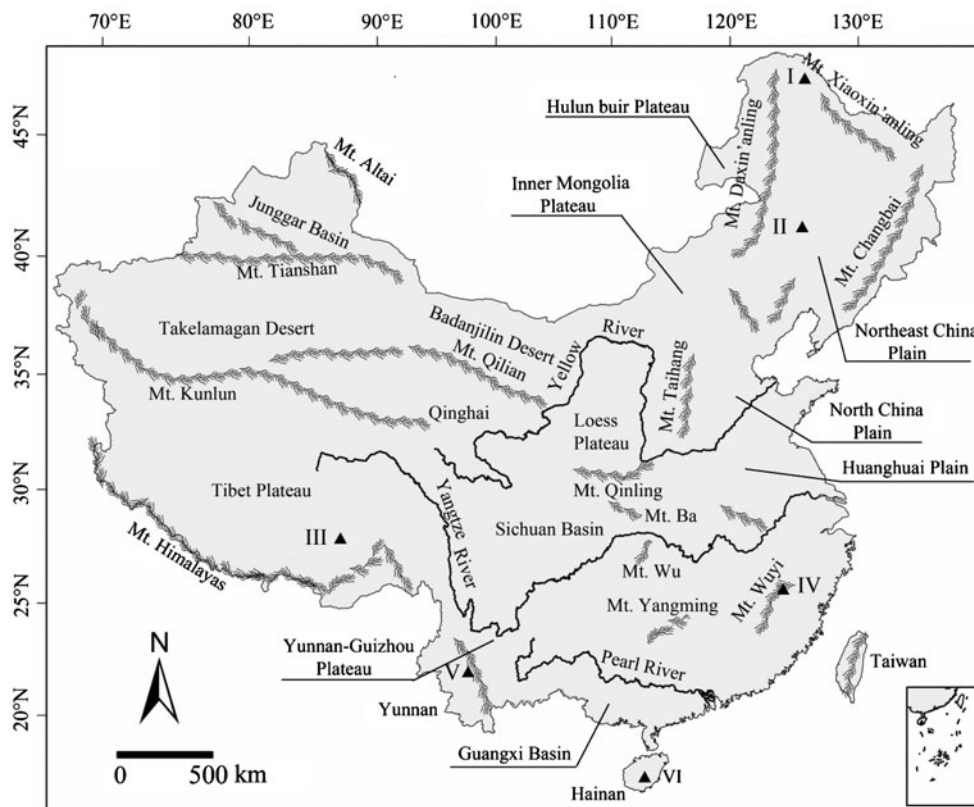 70°E 80°E 90°E 100°E 110°E 120°E 130°E
45°N
40°N
35°N
30°N
25°N
20°N
I
Mt. Xiaoxin'anling
Hulun buir Plateau
Mt. Daxin'anling
Mt. Altai
Inner Mongolia
Plateau
Junggar Basin
II
Mt. Changbai
Mt. Tianshan
Takelamagan Desert
Badanjilin Desert
River
Northeast China
Plain
Mt. Qilian
Yellow
Mt. Taihang
Mt. Kunlun
Qinghai
Loess
Plateau
North China
Plain
Huanghuai Plain
Tibet Plateau
Mt. Qinling
Yangtze River
Mt. Ba
Sichuan Basin
III
Mt. Himalayas
Mt. Wu
Mt. Wuyi
IV
Mt. Yangming
N
Yunnan-Guizhou
Plateau
Pearl River
Taiwan
V
Yunnan
Guangxi Basin
0 500 km
VI
Hainan